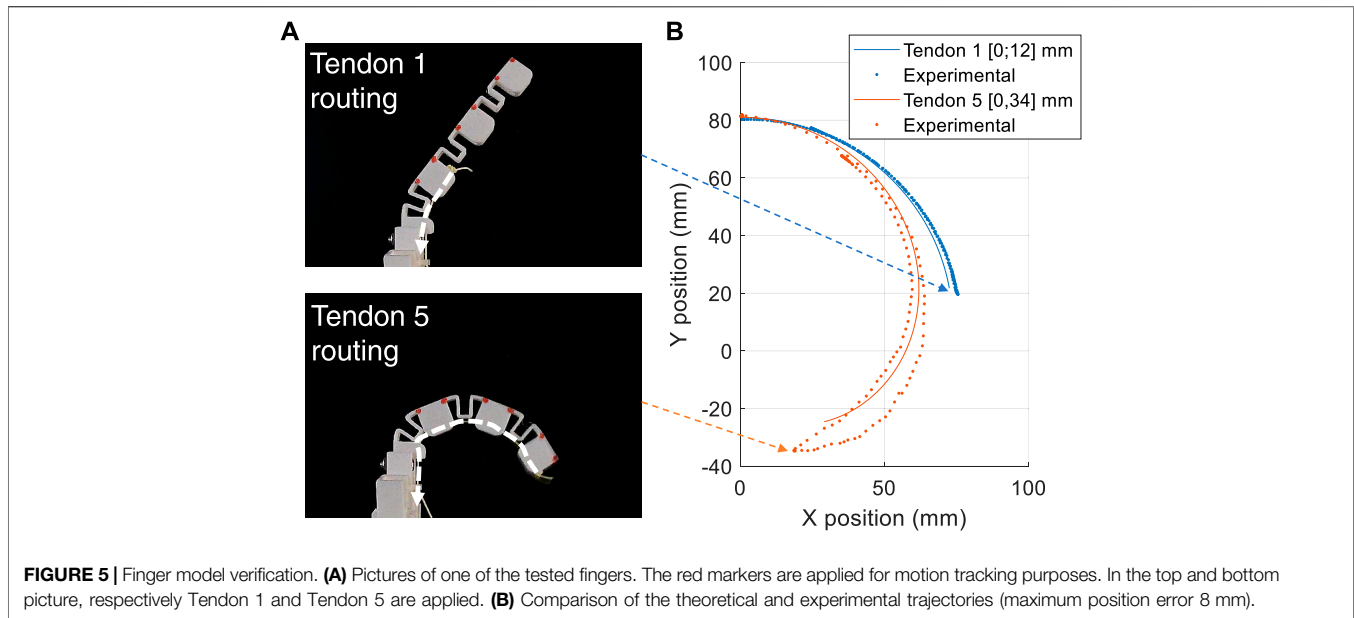 A
Tendon 1
routing
Tendon 5
routing
B
Tendon 1 [0;12] mm
Experimental
Tendon 5 [0,34] mm
Experimental
100
80
60
40
20
0
-20
-40
Y position (mm)
0
50
100
X position (mm)
FIGURE 5 | Finger model verification. (A) Pictures of one of the tested fingers. The red markers are applied for motion tracking purposes. In the top and bottom
picture, respectively Tendon 1 and Tendon 5 are applied. (B) Comparison of the theoretical and experimental trajectories (maximum position error 8 mm).